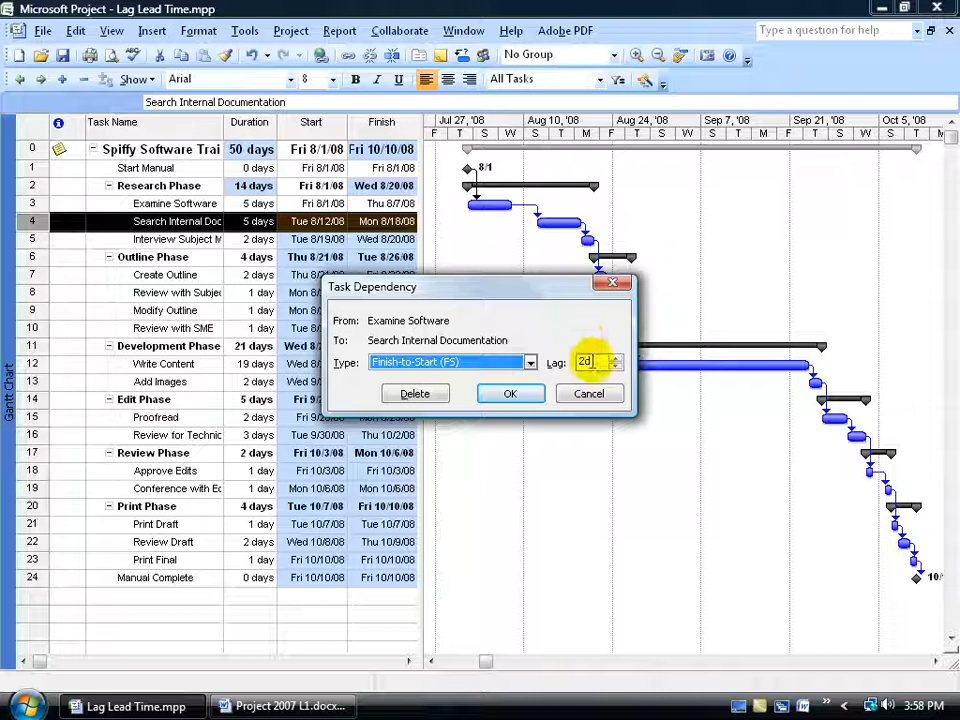 Microsoft Project - Lag Lead Time.mpp
File Edit View Insert Format Tools Project Report Collaborate Window Help Adobe PDF Type a question for help
No Group
Show Arial 8 B I U All Tasks
Search Internal Documentation
Task Name Duration Start Finish
Jul 27, '08 Aug 10, '08 Aug 24, '08 Sep 7, '08 Sep 21, '08 Oct 5, '08
F T S W T F M T S W T F M T S W T F M
0 Spiffy Software Trai 50 days Fri 8/1/08 Fri 10/10/08
1 Start Manual 0 days Fri 8/1/08 Fri 8/1/08 8/1
2 Research Phase 14 days Fri 8/1/08 Wed 8/20/08
3 Examine Software 5 days Fri 8/1/08 Thu 8/7/08
4 Search Internal Doc 5 days Tue 8/12/08 Mon 8/18/08
5 Interview Subject M 2 days Tue 8/19/08 Wed 8/20/08
6 Outline Phase 4 days Thu 8/21/08 Tue 8/26/08
7 Create Outline 2 days
8 Review with Subje 1 day
9 Modify Outline 1 day
10 Review with SME 1 day
11 Development Phase 21 days
12 Write Content 19 days
13 Add Images 2 days
14 Edit Phase 5 days
15 Proofread 2 days
16 Review for Technic 3 days Tue 9/30/08 Thu 10/2/08
17 Review Phase 2 days Fri 10/3/08 Mon 10/6/08
18 Approve Edits 1 day Fri 10/3/08 Fri 10/3/08
19 Conference with Ec 1 day Mon 10/6/08 Mon 10/6/08
20 Print Phase 4 days Tue 10/7/08 Fri 10/10/08
21 Print Draft 1 day Tue 10/7/08 Tue 10/7/08
22 Review Draft 2 days Wed 10/8/08 Thu 10/9/08
23 Print Final 1 day Fri 10/10/08 Fri 10/10/08
24 Manual Complete 0 days Fri 10/10/08 Fri 10/10/08 10/
Gantt Chart
Task Dependency
From: Examine Software
To: Search Internal Documentation
Type: Finish-to-Start (FS) Lag: 2d
Delete OK Cancel
Lag Lead Time.mpp Project 2007 L1.docx... 3:58 PM